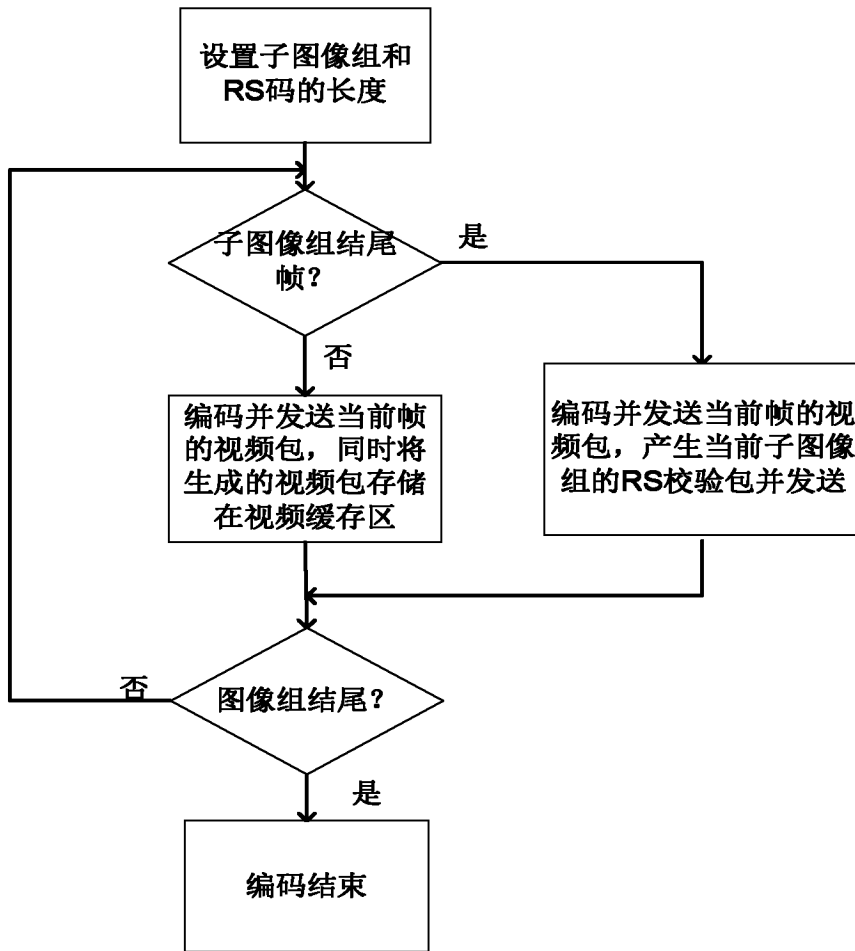 设置子图像组和
RS码的长度
子图像组结尾
帧?
是
否
编码并发送当前帧
的视频包，同时将
生成的视频包存储
在视频缓存区
编码并发送当前帧的视
频包，产生当前子图像
组的RS校验包并发送
否
图像组结尾?
是
编码结束